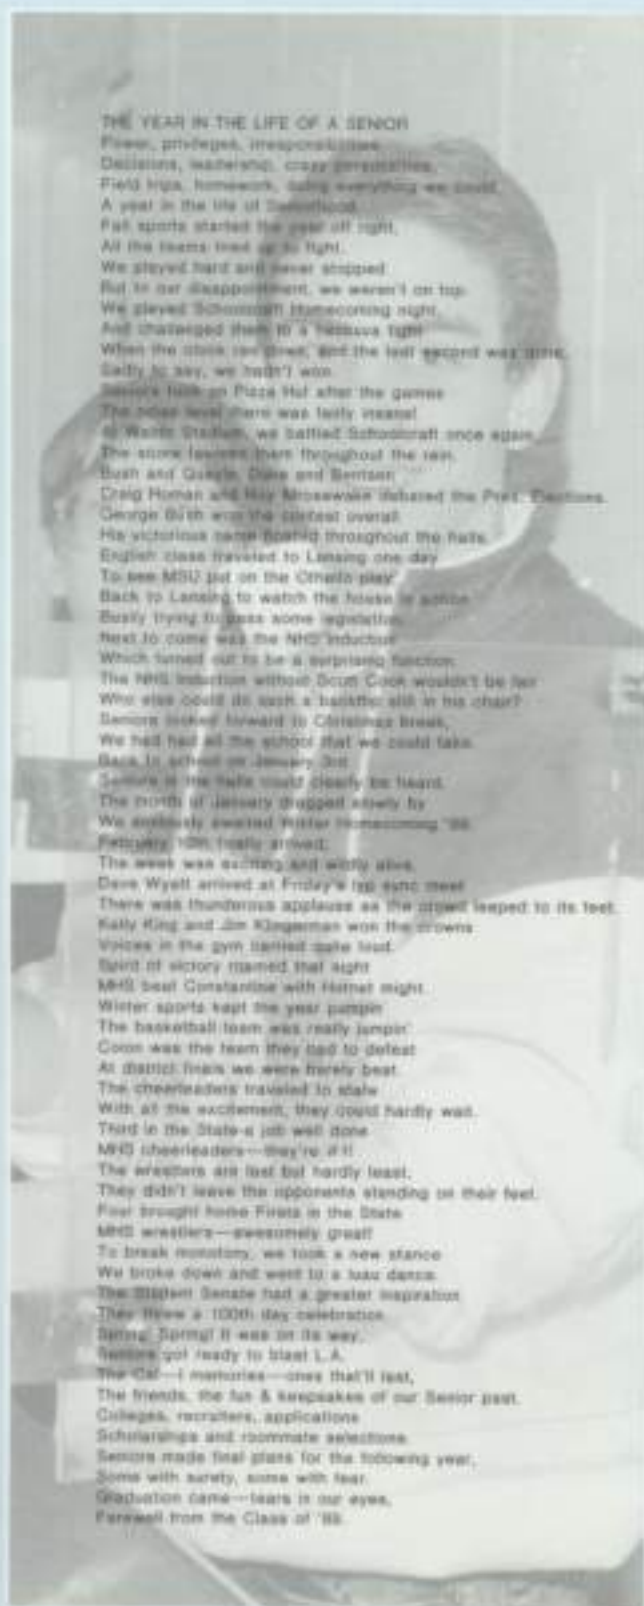 THE YEAR IN THE LIFE OF A SENIOR
Power, privileges, irresponsibilities
Decisions, leadership, crazy personalities,
Field trips, homework, doing everything we could
A year in the life of Seniorhood.
Fall sports started the year off right,
All the teams lined up to fight.
We played hard and never stopped
But to our disappointment, we weren't on top.
We played Schoolcraft Homecoming night,
And challenged them to a fight
When the clock ran down, and the last second was gone,
Sadly to say, we hadn't won.
Seniors took on Pizza Hut after the games
The noise level there was fairly insane!
At Waldo Stadium, we battled Schoolcraft once again,
The score favored them throughout the rain.
Bush and Quayle, Duke and Bentsen
Craig Homan and debated the Pres. Elections.
George Bush won the contest overall
His victorious name floated throughout the halls.
English class traveled to Lansing one day
To see MSU put on the Othello play
Back to Lansing to watch the house in action
Busily trying to pass some legislation.
Next to come was the NHS Induction
Which turned out to be a surprising function.
The NHS Induction without Scott Cook wouldn't be fair
Who else could do such a backflip still in his chair?
Seniors looked forward to Christmas break,
We had had all the school that we could take.
Back to school on January 3rd
Seniors in the halls could clearly be heard.
The month of January dragged slowly by
We anxiously awaited Winter Homecoming '89.
February 10th finally arrived,
The week was exciting and wildly alive.
Dave Wyatt arrived at Friday's lip sync meet
There was thunderous applause as the crowd leaped to its feet.
Kelly King and Jim Klingerman won the crowns
Voices in the gym quite loud.
Spirit of victory roamed that night
MHS beat Constantine with Hornet might.
Winter sports kept the year pumpin'
The basketball team was really jumpin'
Colon was the team they had to defeat
At district finals we were barely beat.
The cheerleaders traveled to state
With all the excitement, they could hardly wait.
Third in the State-a job well done
MHS cheerleaders—they're #1!
The wrestlers are last but hardly least,
They didn't leave the opponents standing on their feet.
Four brought home Firsts in the State
MHS wrestlers—awesomely great!
To break monotony, we took a new stance
We broke down and went to a luau dance.
The Student Senate had a greater inspiration
They threw a 100th day celebration.
Spring! Spring! It was on its way,
Seniors got ready to blast L.A.
The Cal—I memories—ones that'll last,
The friends, the fun & keepsakes of our Senior past.
Colleges, recruiters, applications
Scholarships and roommate selections.
Seniors made final plans for the following year,
Some with surety, some with fear.
Graduation came—tears in our eyes,
Farewell from the Class of '89.